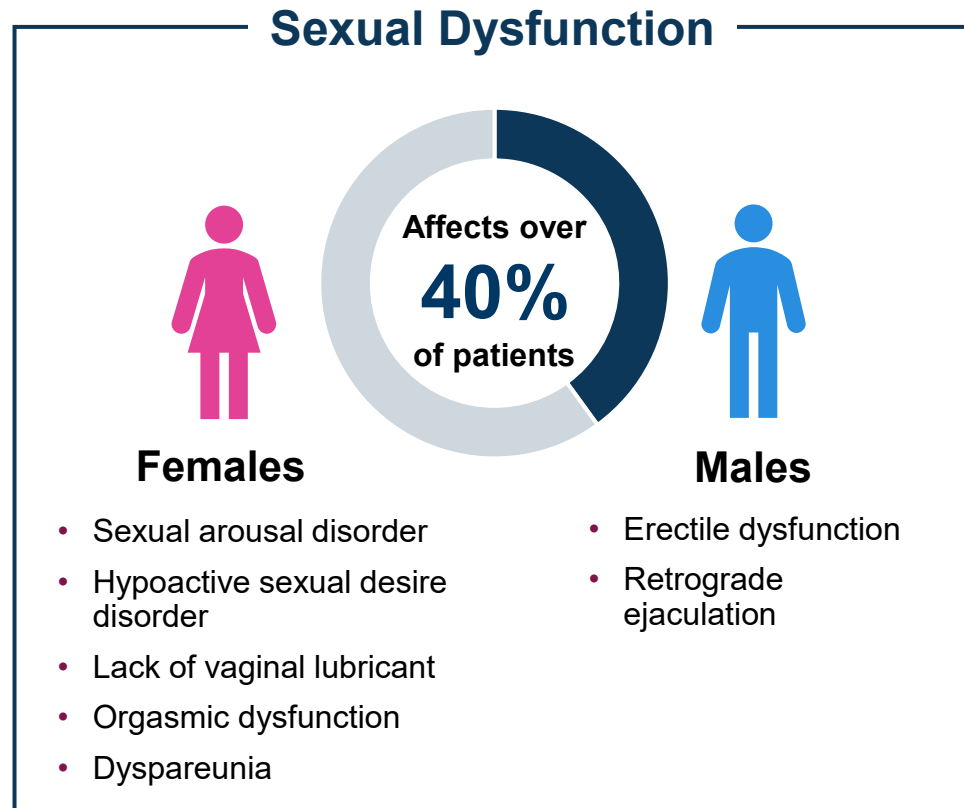 Sexual Dysfunction
Affects over
40%
of patients
Females
• Sexual arousal disorder
• Hypoactive sexual desire
disorder
• Lack of vaginal lubricant
• Orgasmic dysfunction
• Dyspareunia
Males
• Erectile dysfunction
• Retrograde
ejaculation